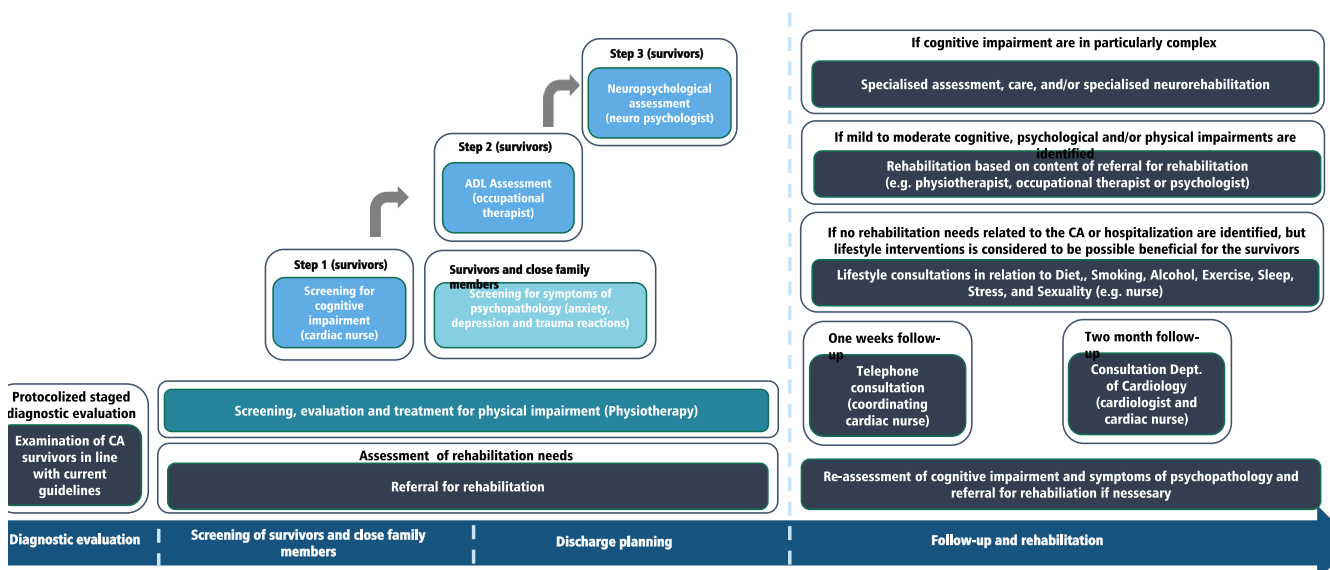 Step 3 (survivors)
Neuropsychological
assessment
(neuro psychologist)
Step 2 (survivors)
ADL Assessment
(occupational
therapist)
Step 1 (survivors)
Screening for
cognitive
impairment
(cardiac nurse)
Survivors and close family
members
Screening for symptoms of
psychopathology (anxiety,
depression and trauma reactions)
Protocolized staged
diagnostic evaluation
Examination of CA
survivors in line
with current
guidelines
Screening, evaluation and treatment for physical impairment (Physiotherapy)
Assessment of rehabilitation needs
Referral for rehabilitation
If cognitive impairment are in particularly complex
Specialised assessment, care, and/or specialised neurorehabilitation
If mild to moderate cognitive, psychological and/or physical impairments are
identified
Rehabilitation based on content of referral for rehabilitation
(e.g. physiotherapist, occupational therapist or psychologist)
If no rehabilitation needs related to the CA or hospitalization are identified, but
lifestyle interventions is considered to be possible beneficial for the survivors
Lifestyle consultations in relation to Diet,, Smoking, Alcohol, Exercise, Sleep,
Stress, and Sexuality (e.g. nurse)
One weeks follow-
up
Telephone
consultation
(coordinating
cardiac nurse)
Two month follow-
up
Consultation Dept.
of Cardiology
(cardiologist and
cardiac nurse)
Re-assessment of cognitive impairment and symptoms of psychopathology and
referral for rehabiliation if nessesary
Diagnostic evaluation
Screening of survivors and close family
members
Discharge planning
Follow-up and rehabilitation